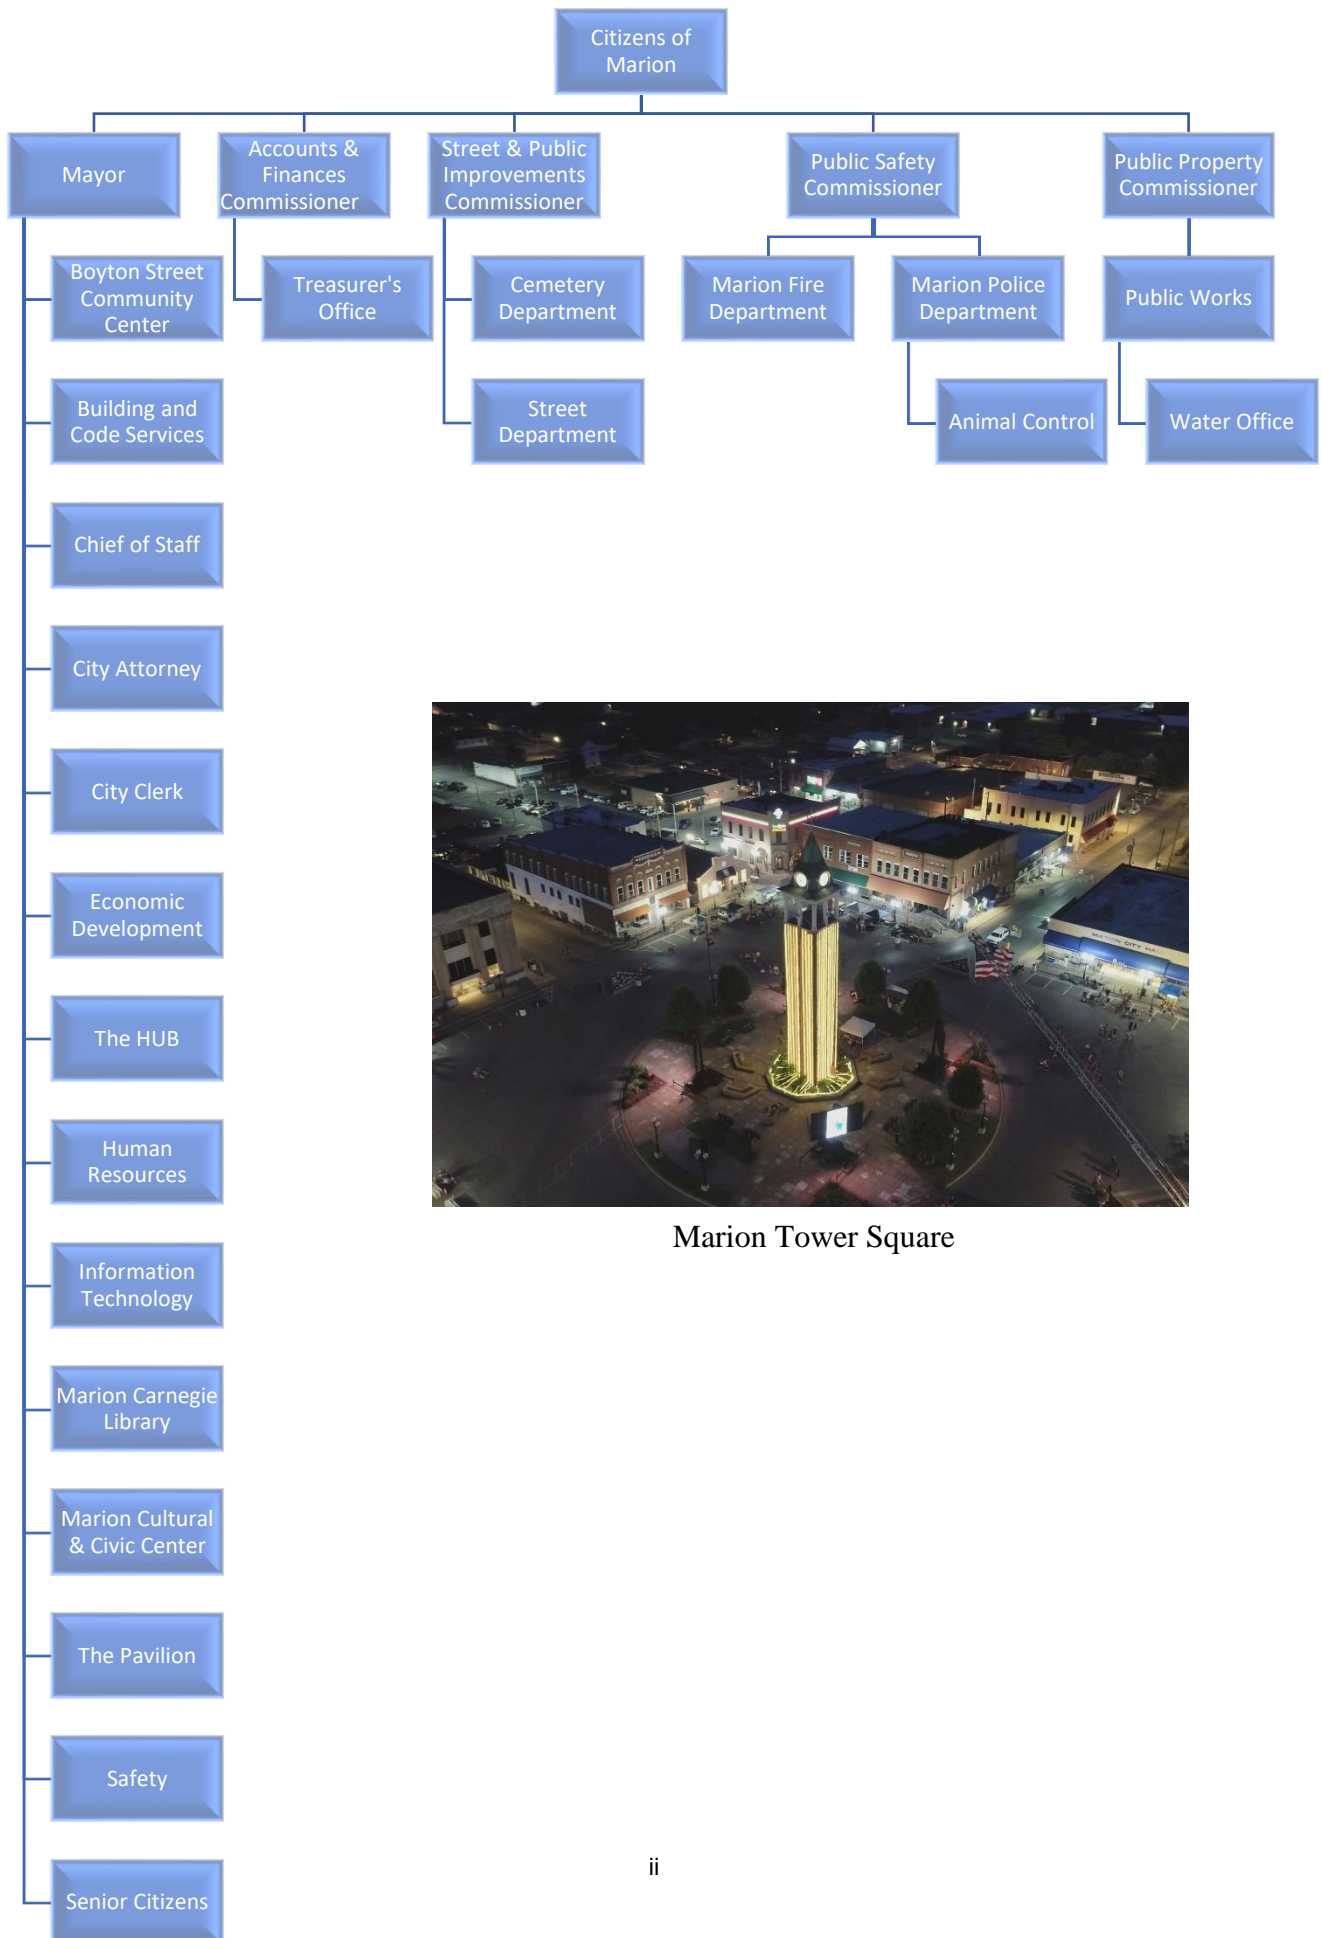 Citizens of
Marion
Mayor
Accounts &
Finances
Commissioner
Street & Public
Improvements
Commissioner
Public Safety
Commissioner
Public Property
Commissioner
Boyton Street
Community
Center
Treasurer's
Office
Cemetery
Department
Marion Fire
Department
Marion Police
Department
Public Works
Building and
Code Services
Street
Department
Animal Control
Water Office
Chief of Staff
City Attorney
City Clerk
Economic
Development
The HUB
Human
Resources
MARION CITY
Marion Tower Square
Information
Technology
Marion Carnegie
Library
Marion Cultural
& Civic Center
The Pavilion
Safety
Senior Citizens
ii